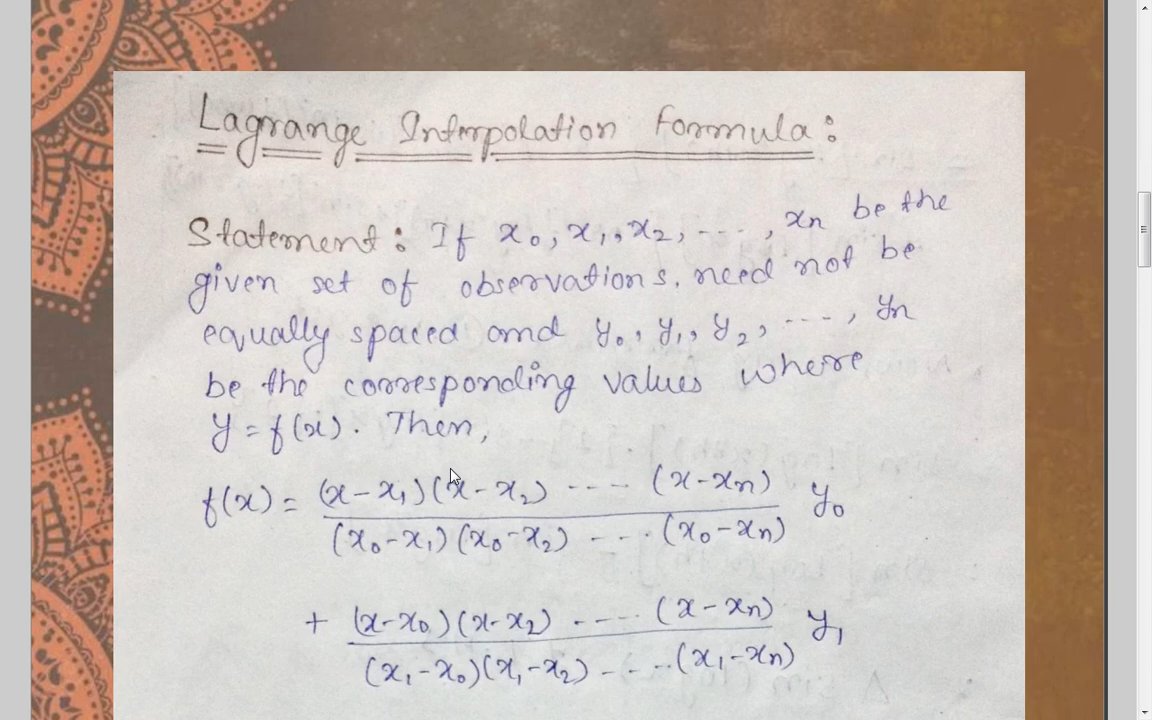 Lagrange Interpolation Formula:
Statement: If x₀, x₁, x₂, ----, xn be the
given set of observations. need not be
equally spaced and y₀, y₁, y₂, ----, yn
be the corresponding values where
y = f(x). Then,
f(x) = (x-x₁)(x-x₂) ---- (x-xn) / (x₀-x₁)(x₀-x₂) ---- (x₀-xn) y₀
+ (x-x₀)(x-x₂) ---- (x-xn) / (x₁-x₀)(x₁-x₂) ---- (x₁-xn) y₁